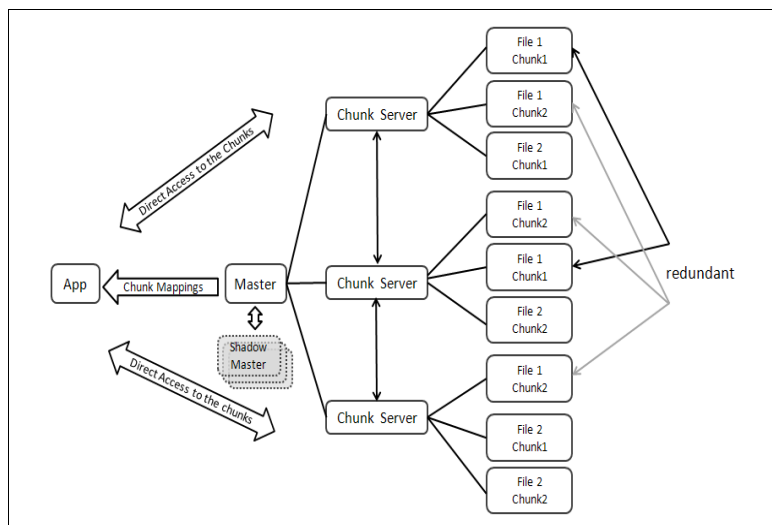 File 1
Chunk1
File 1
Chunk2
File 2
Chunk1
Chunk Server
Direct Access to the Chunks
File 1
Chunk2
File 1
Chunk1
File 2
Chunk2
redundant
App
Chunk Mappings
Master
Chunk Server
Shadow
Master
Direct Access to the chunks
File 1
Chunk2
File 2
Chunk1
File 2
Chunk2
Chunk Server